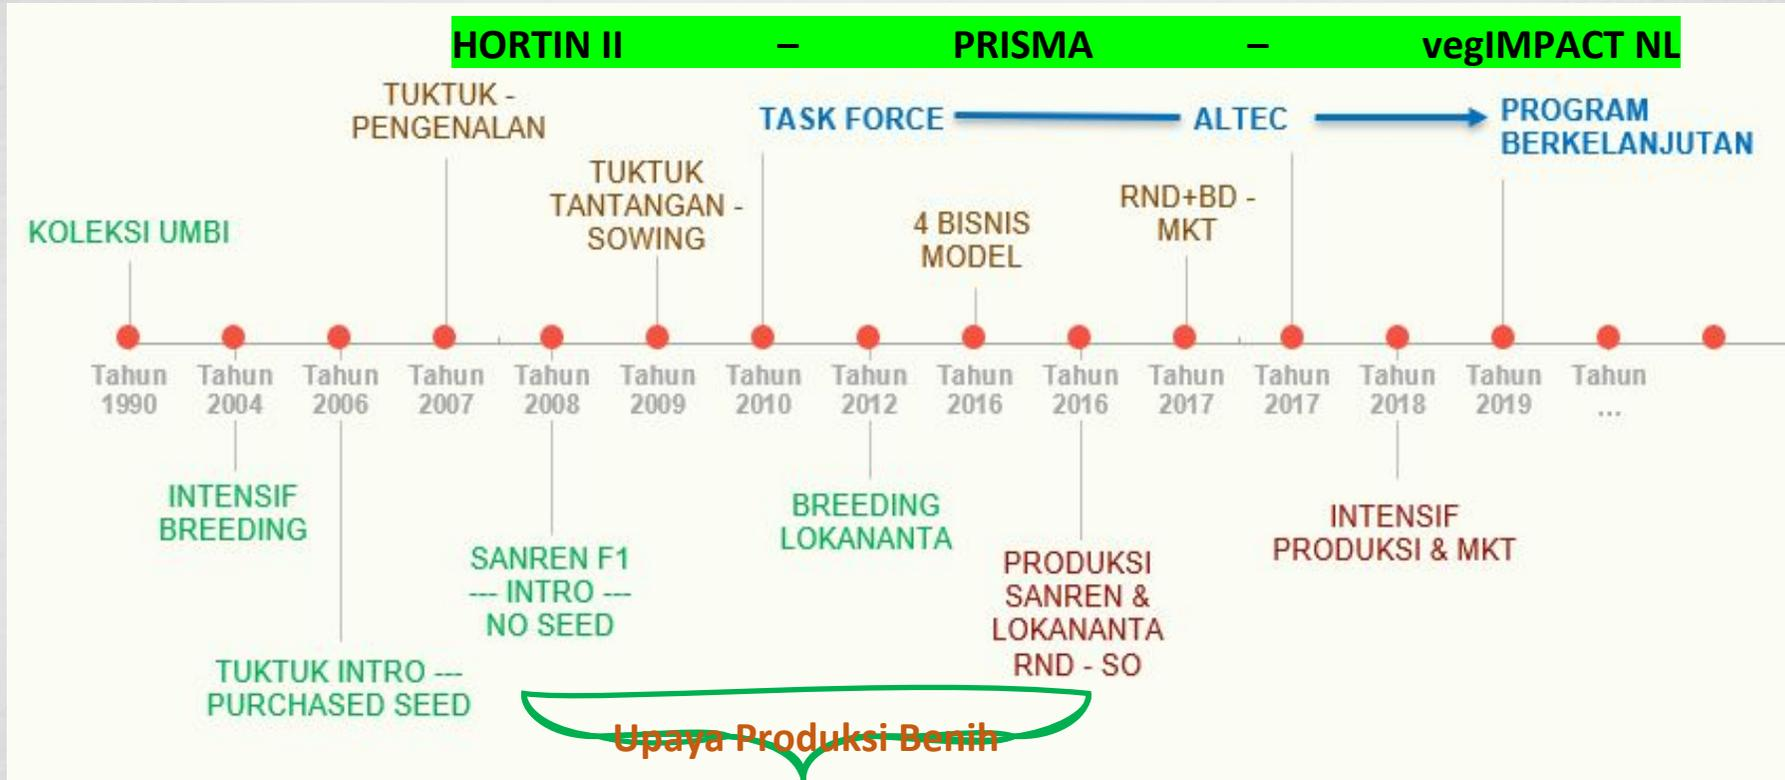 HORTIN II – PRISMA – vegIMPACT NL
TUKTUK -
PENGENALAN
TASK FORCE
ALTEC
PROGRAM
BERKELANJUTAN
TUKTUK
TANTANGAN -
SOWING
4 BISNIS
MODEL
RND+BD -
MKT
KOLEKSI UMBI
Tahun
1990
Tahun
2004
Tahun
2006
Tahun
2007
Tahun
2008
Tahun
2009
Tahun
2010
Tahun
2012
Tahun
2016
Tahun
2016
Tahun
2017
Tahun
2017
Tahun
2018
Tahun
2019
Tahun
...
INTENSIF
BREEDING
TUKTUK INTRO ---
PURCHASED SEED
SANREN F1
--- INTRO ---
NO SEED
BREEDING
LOKANANTA
PRODUKSI
SANREN &
LOKANANTA
RND - SO
INTENSIF
PRODUKSI & MKT
Upaya Produksi Benih